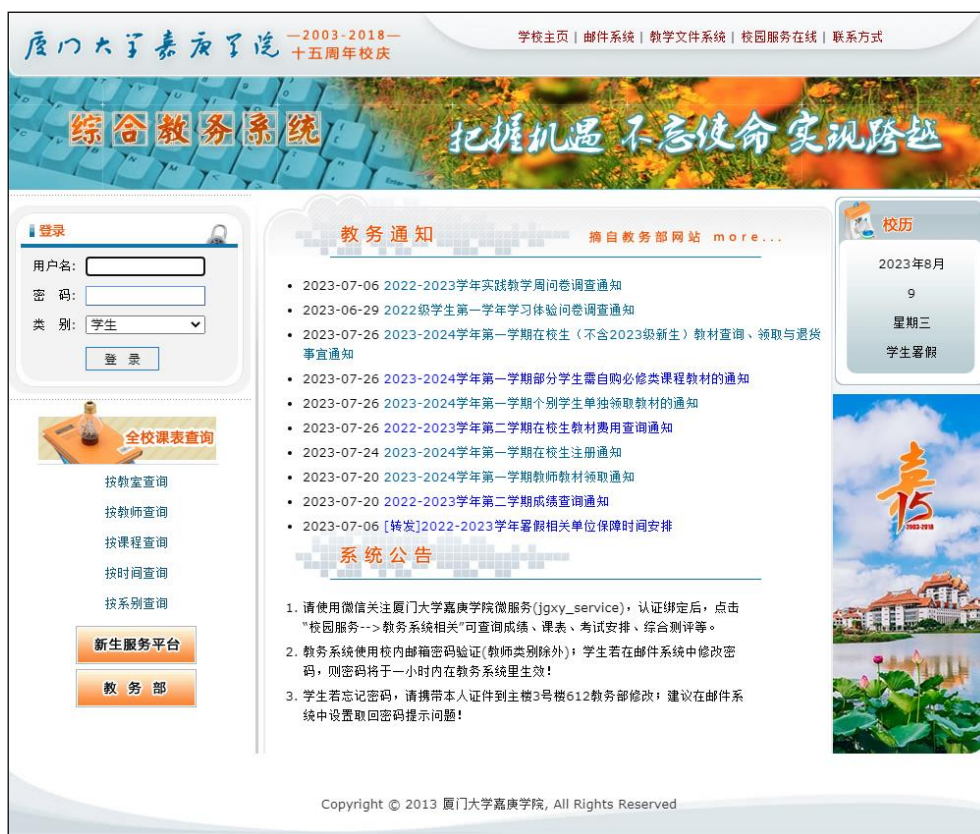 厦门大学嘉庚学院
—2003-2018—
十五周年校庆
学校主页 | 邮件系统 | 教学文件系统 | 校园服务在线 | 联系方式
综合教务系统
把握机遇 不忘使命 实现跨越
登录
用户名:
密 码:
类 别: 学生
登 录
全校课表查询
按教室查询
按教师查询
按课程查询
按时间查询
按系别查询
新生服务平台
教 务 部
教务通知
摘自教务部网站 more...
2023-07-06 2022-2023学年实践教学周问卷调查通知
2023-06-29 2022级学生第一学年学习体验问卷调查通知
2023-07-26 2023-2024学年第一学期在校生（不含2023级新生）教材查询、领取与退货
事宜通知
2023-07-26 2023-2024学年第一学期部分学生需自购必修类课程教材的通知
2023-07-26 2023-2024学年第一学期个别学生单独领取教材的通知
2023-07-26 2022-2023学年第二学期在校生教材费用查询通知
2023-07-24 2023-2024学年第一学期在校生注册通知
2023-07-20 2023-2024学年第一学期教师教材领取通知
2023-07-20 2022-2023学年第二学期成绩查询通知
2023-07-06 [转发]2022-2023学年暑假相关单位保障时间安排
系统公告
1. 请使用微信关注厦门大学嘉庚学院微服务(jgxy_service)，认证绑定后，点击
“校园服务-->教务系统相关”可查询成绩、课表、考试安排、综合测评等。
2. 教务系统使用校内邮箱密码验证(教师类别除外)；学生若在邮件系统中修改密
码，则密码将于一小时内在教务系统里生效！
3. 学生若忘记密码，请携带本人证件到主楼3号楼612教务部修改；建议在邮件系
统中设置取回密码提示问题！
校历
2023年8月
9
星期三
学生暑假
嘉
15
2003-2018
Copyright © 2013 厦门大学嘉庚学院, All Rights Reserved